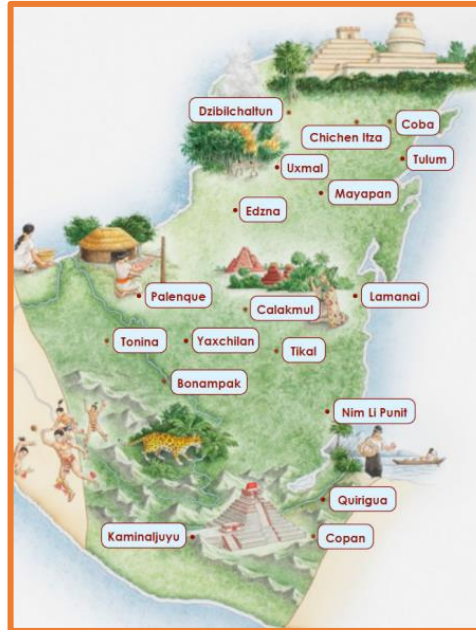 Dzibilchaltun
Chichen Itza
Coba
Tulum
Uxmal
Mayapan
Edzna
Palenque
Calakmul
Lamanai
Tonina
Yaxchilan
Tikal
Bonampak
Nim Li Punit
Quirigua
Kaminaljuyu
Copan